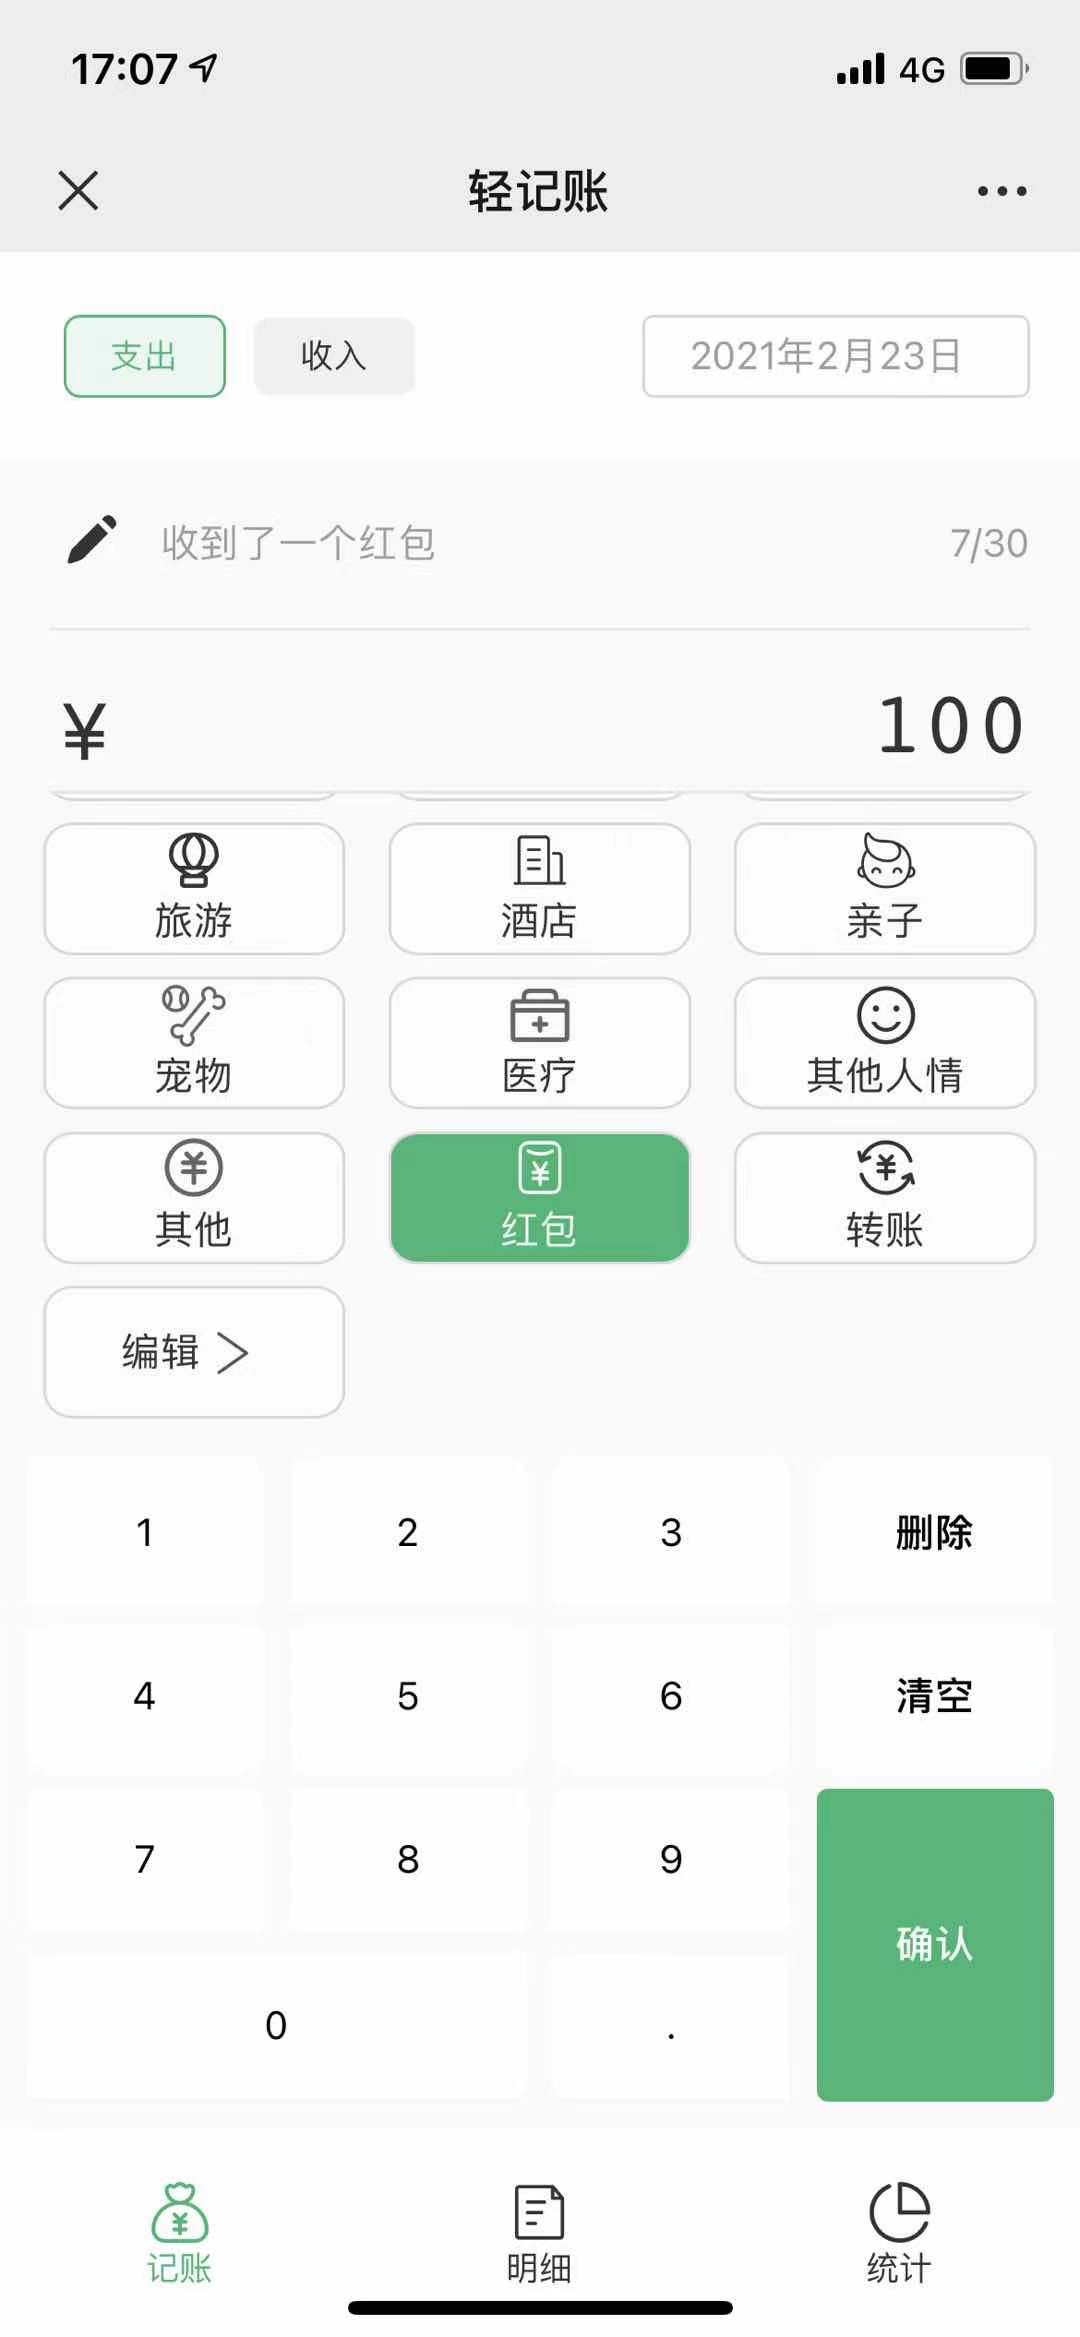 17:07 4G
轻记账
支出 收入 2021年2月23日
收到了一个红包 7/30
¥ 100
旅游 酒店 亲子
宠物 医疗 其他人情
其他 红包 转账
编辑
1 2 3 删除
4 5 6 清空
7 8 9
确认
0 .
记账 明细 统计